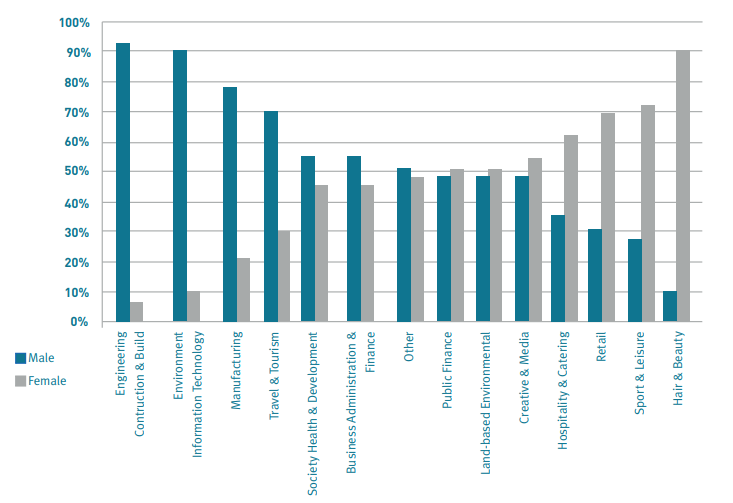 100%
90%
80%
70%
60%
50%
40%
30%
20%
10%
0%
Male
Female
Engineering
Contruction & Build
Environment
Information Technology
Manufacturing
Travel & Tourism
Society Health & Development
Business Administration &
Finance
Other
Public Finance
Land-based Environmental
Creative & Media
Hospitality & Catering
Retail
Sport & Leisure
Hair & Beauty